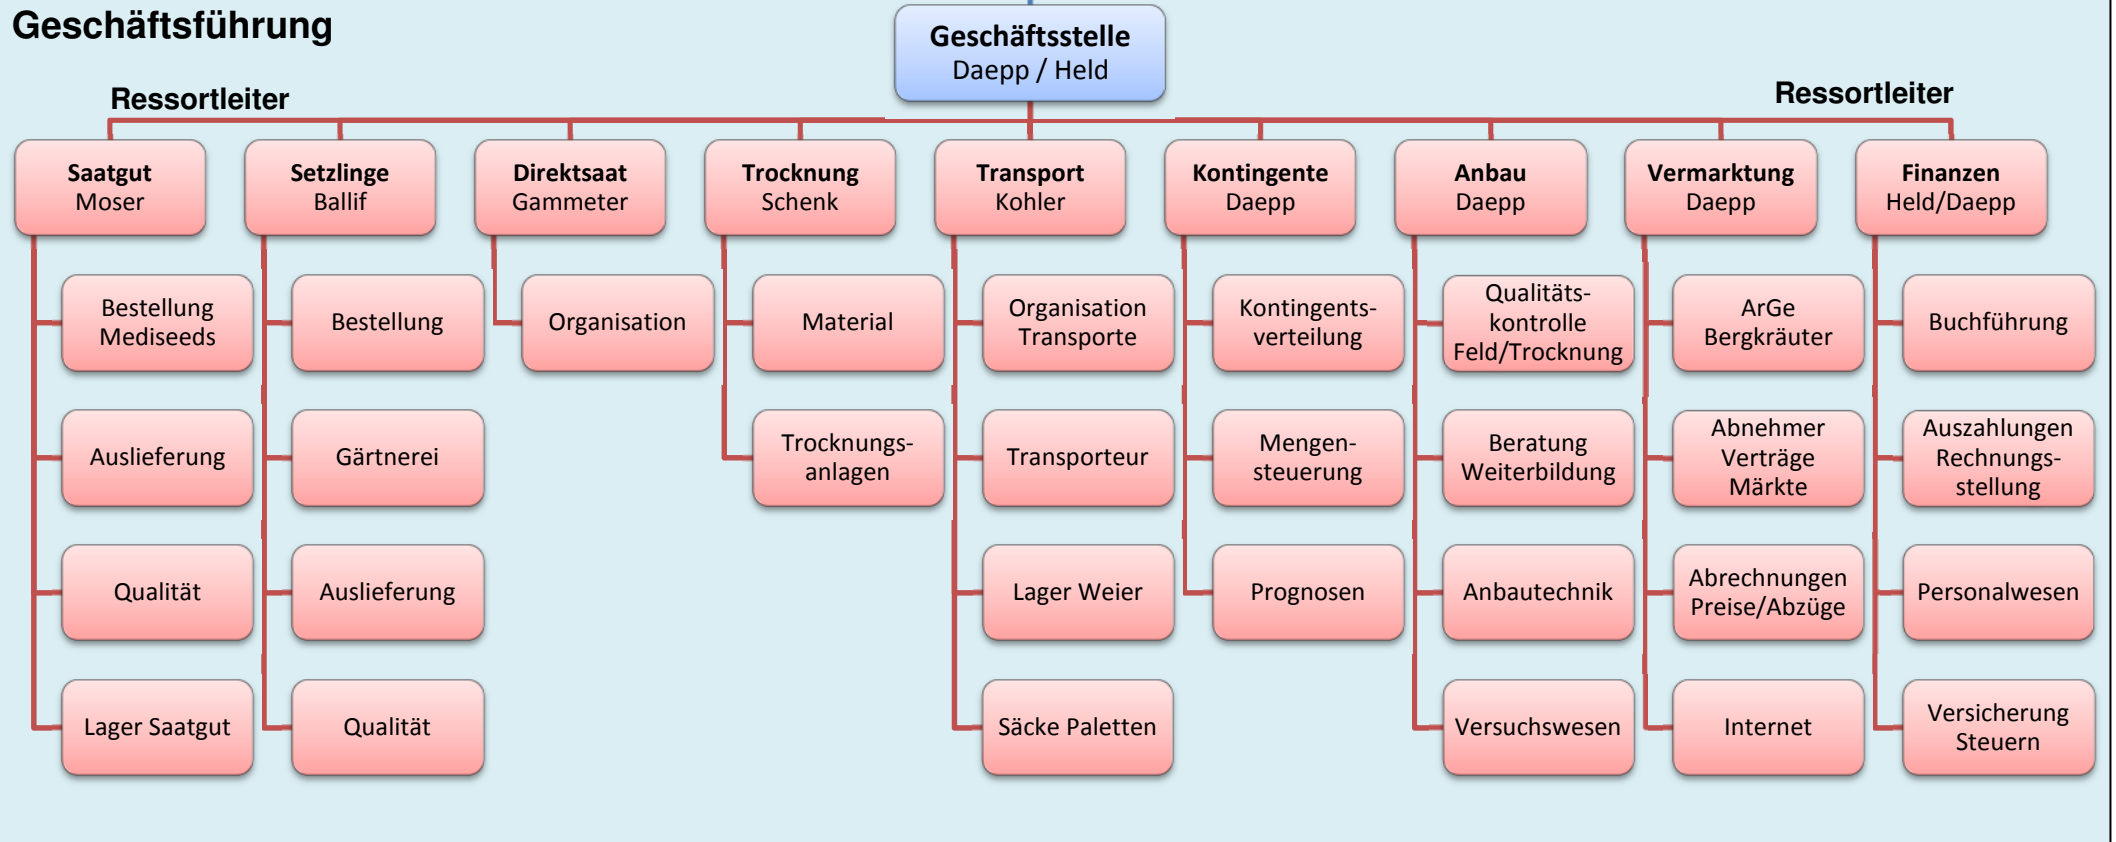 Geschäftsführung
Geschäftsstelle
Daepp / Held
Ressortleiter
Ressortleiter
Saatgut
Moser
Setzlinge
Ballif
Direktsaat
Gammeter
Trocknung
Schenk
Transport
Kohler
Kontingente
Daepp
Anbau
Daepp
Vermarktung
Daepp
Finanzen
Held/Daepp
Bestellung
Mediseeds
Bestellung
Organisation
Material
Organisation
Transporte
Kontingents-
verteilung
Qualitäts-
kontrolle
Feld/Trocknung
ArGe
Bergkräuter
Buchführung
Auslieferung
Gärtnerei
Trocknungs-
anlagen
Transporteur
Mengen-
steuerung
Beratung
Weiterbildung
Abnehmer
Verträge
Märkte
Auszahlungen
Rechnungs-
stellung
Qualität
Auslieferung
Lager Weier
Prognosen
Anbautechnik
Abrechnungen
Preise/Abzüge
Personalwesen
Lager Saatgut
Qualität
Säcke Paletten
Versuchswesen
Internet
Versicherung
Steuern